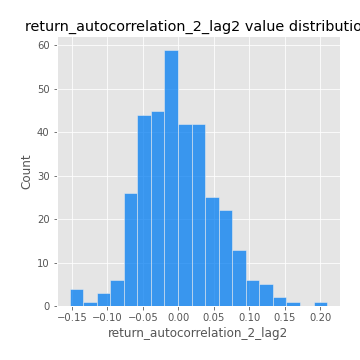 return_autocorrelation_2_lag2 value distributio
60
50
40
30
20
10
0
Count
−0.15 −0.10 −0.05 0.00 0.05 0.10 0.15 0.20
return_autocorrelation_2_lag2